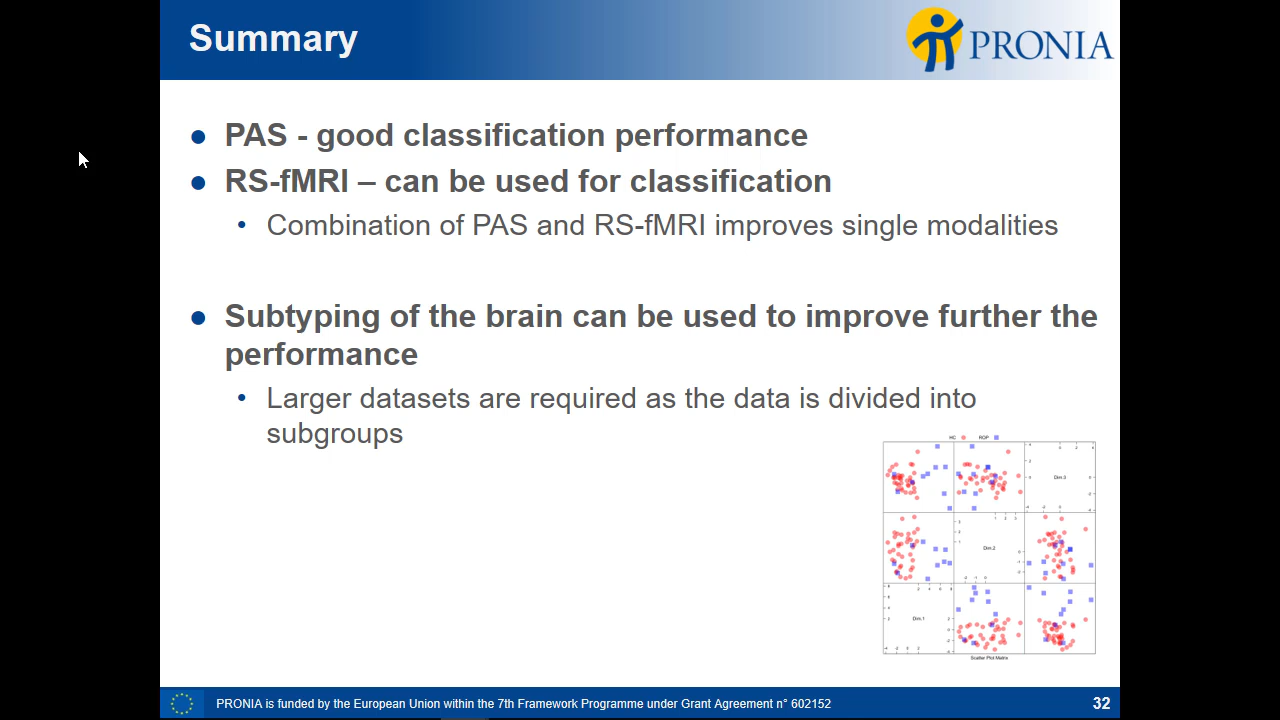 Summary
PRONIA
● PAS - good classification performance
● RS-fMRI – can be used for classification
• Combination of PAS and RS-fMRI improves single modalities
● Subtyping of the brain can be used to improve further the
performance
• Larger datasets are required as the data is divided into
subgroups
HC
Dim.3
Dim.2
Dim.1
Scatter Plot Matrix
PRONIA is funded by the European Union within the 7th Framework Programme under Grant Agreement n° 602152
32